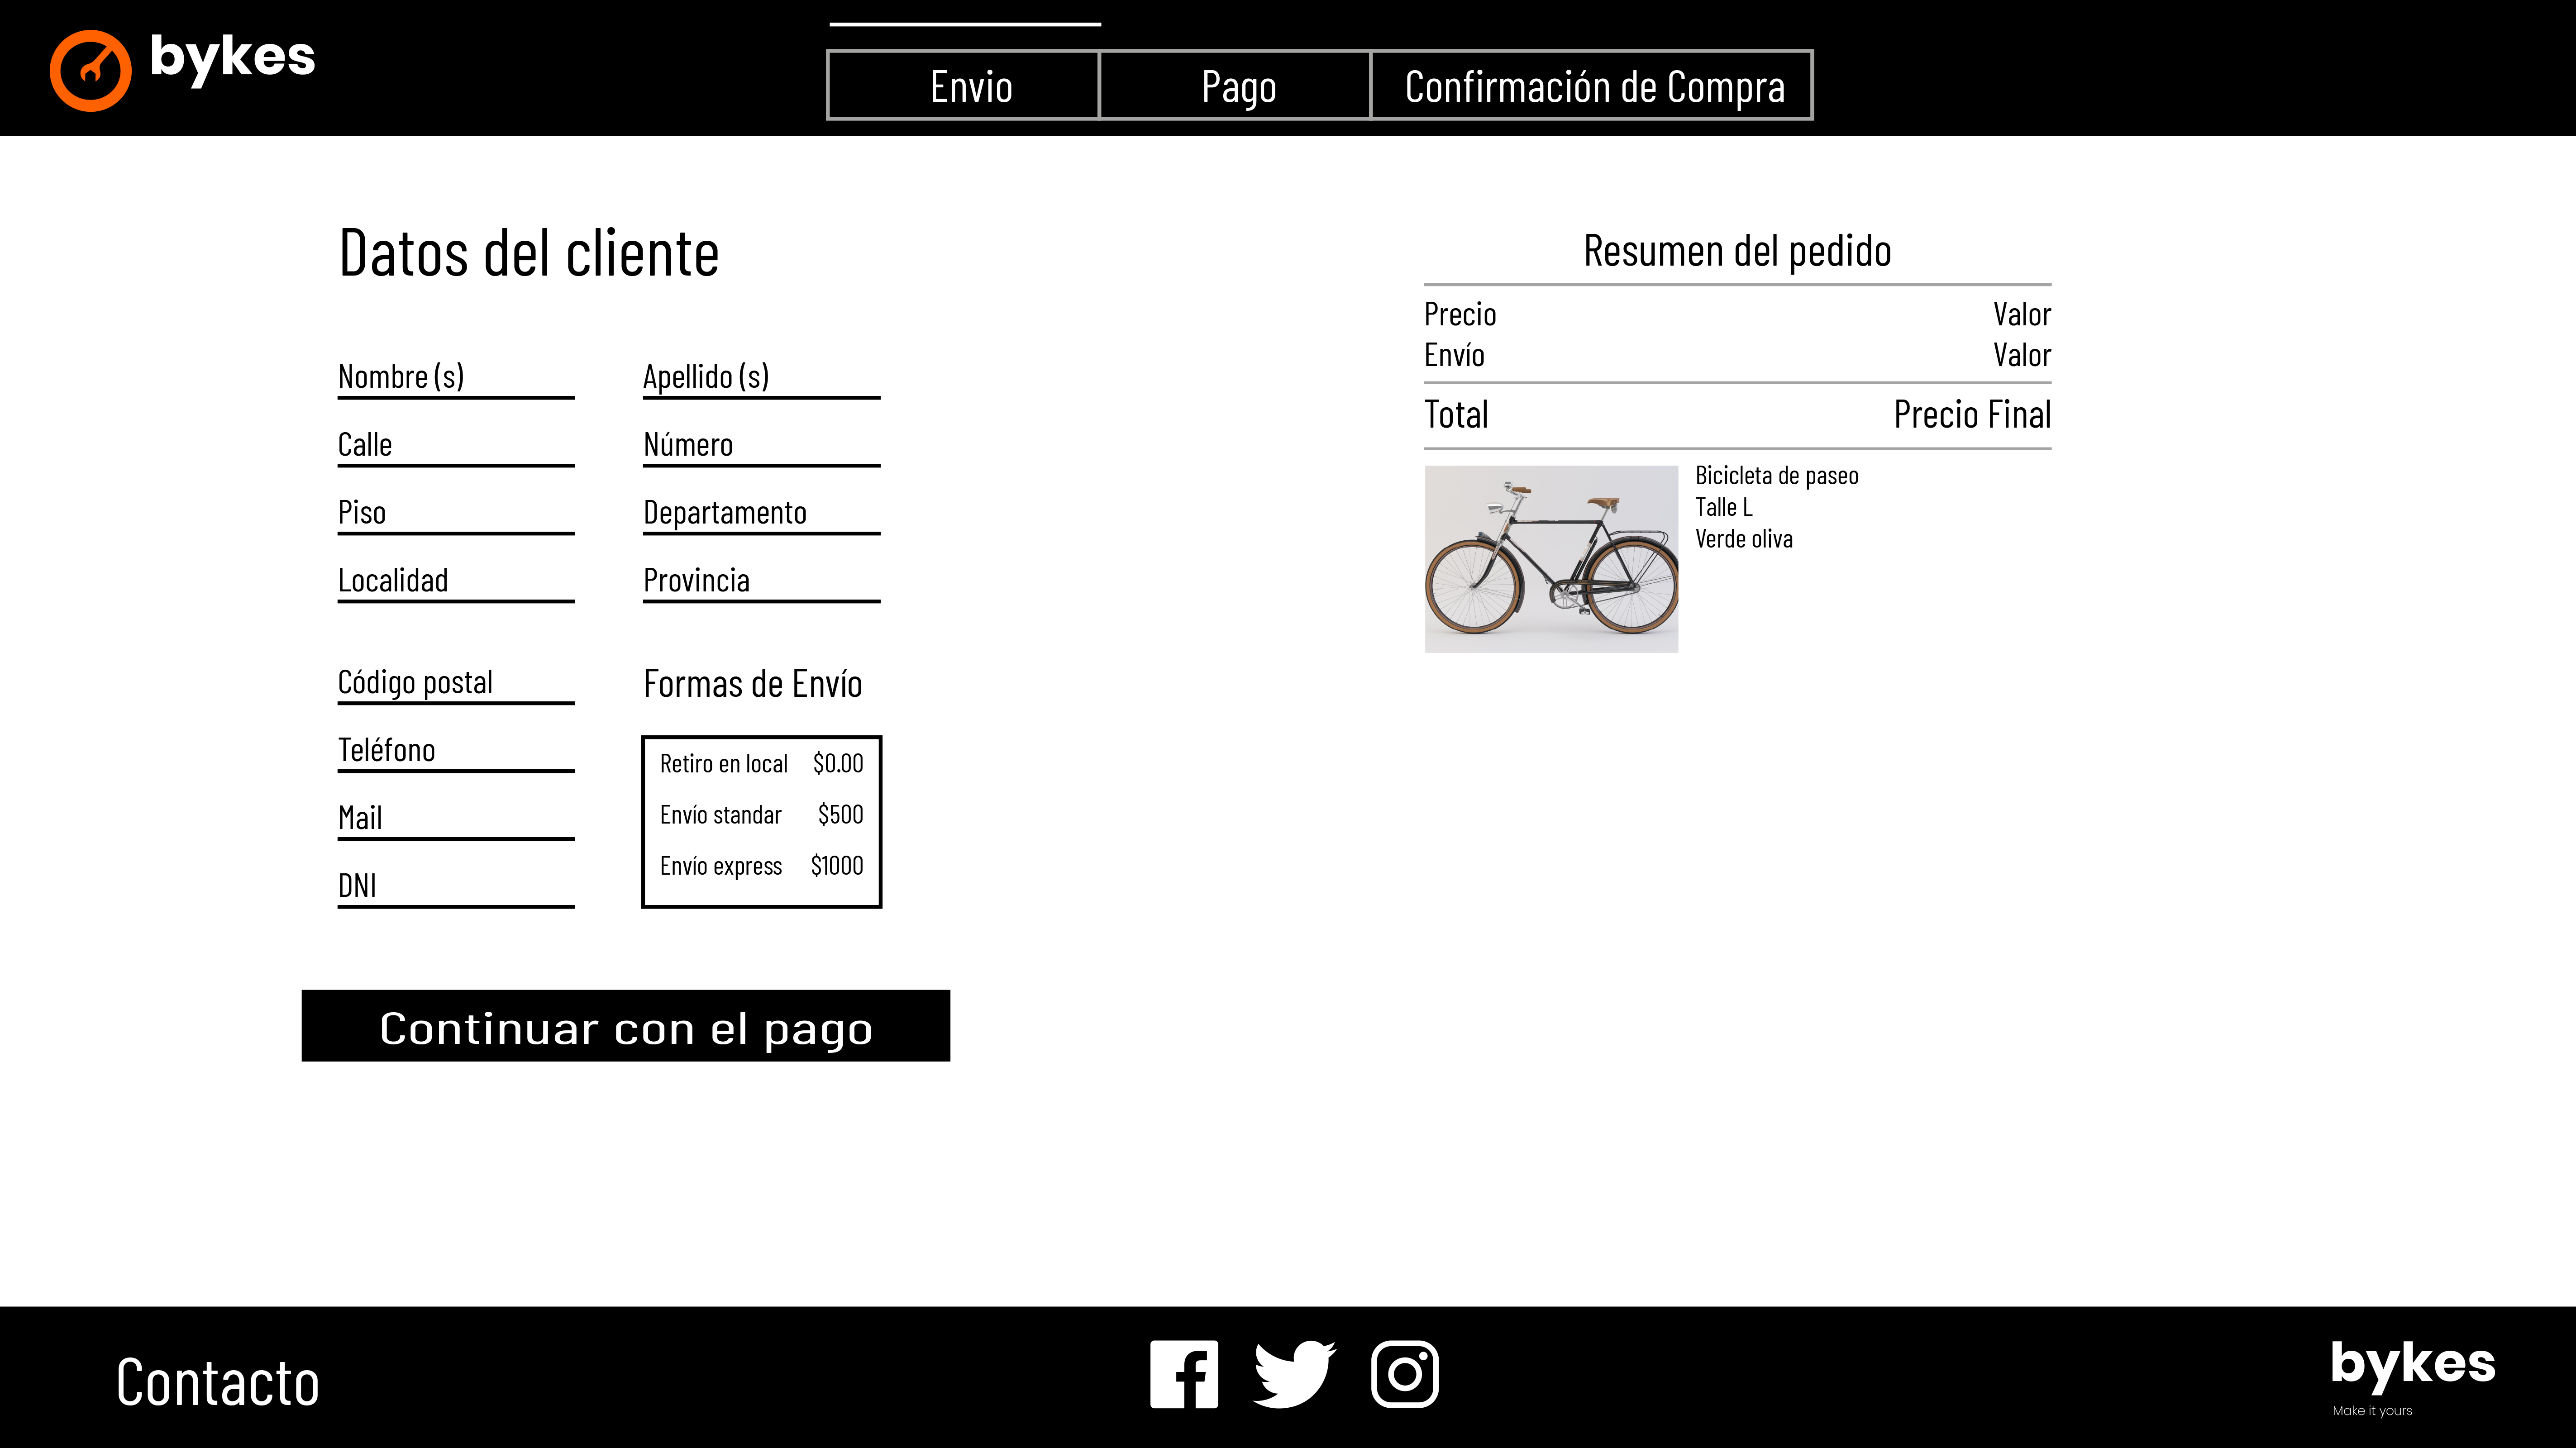 bykes
Envio
Pago
Confirmación de Compra
Datos del cliente
Nombre (s)
Apellido (s)
Calle
Número
Piso
Departamento
Localidad
Provincia
Código postal
Teléfono
Mail
DNI
Formas de Envío
Retiro en local $0.00
Envío standar $500
Envío express $1000
Continuar con el pago
Resumen del pedido
Precio Valor
Envío Valor
Total Precio Final
Bicicleta de paseo
Talle L
Verde oliva
Contacto
bykes
Make it yours